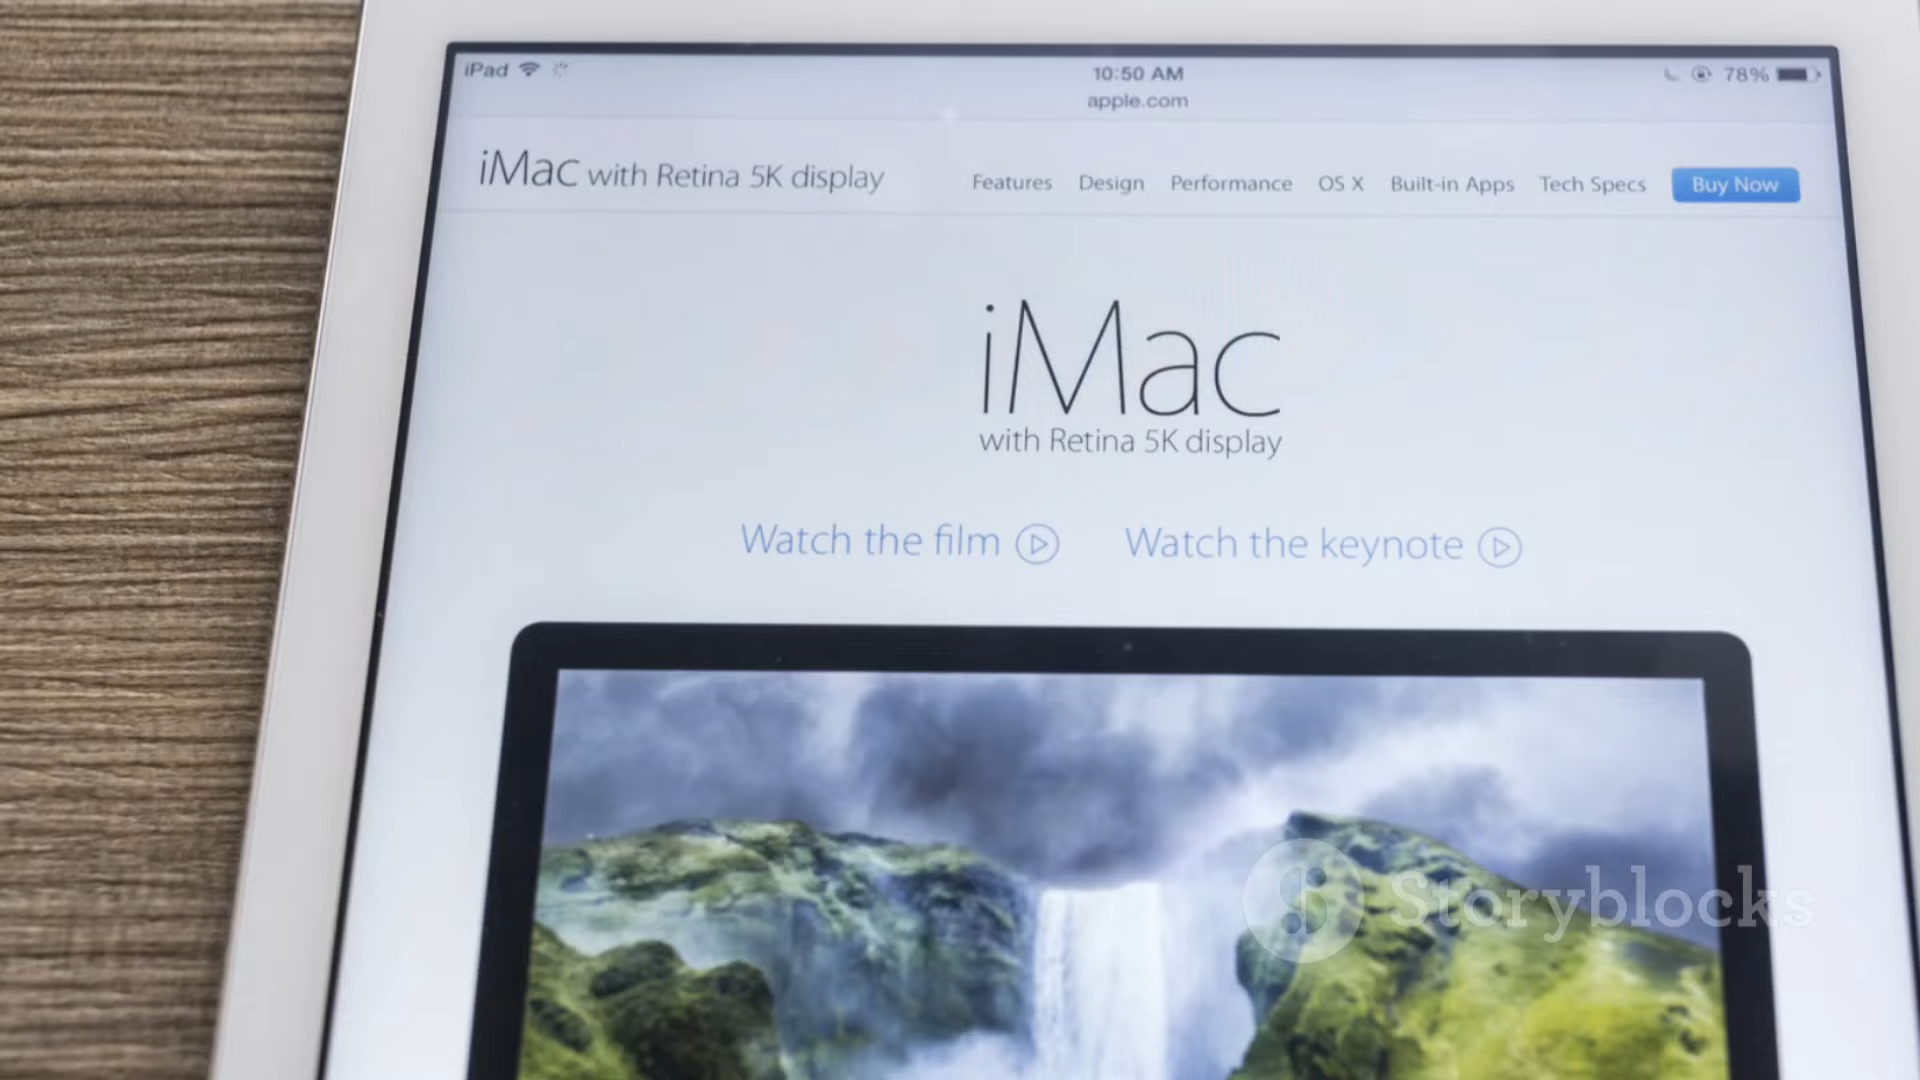 iPad
10:50 AM
78%
apple.com
iMac with Retina 5K display
Features Design Performance OS X Built-in Apps Tech Specs Buy Now
iMac
with Retina 5K display
Watch the film
Watch the keynote
Storyblocks